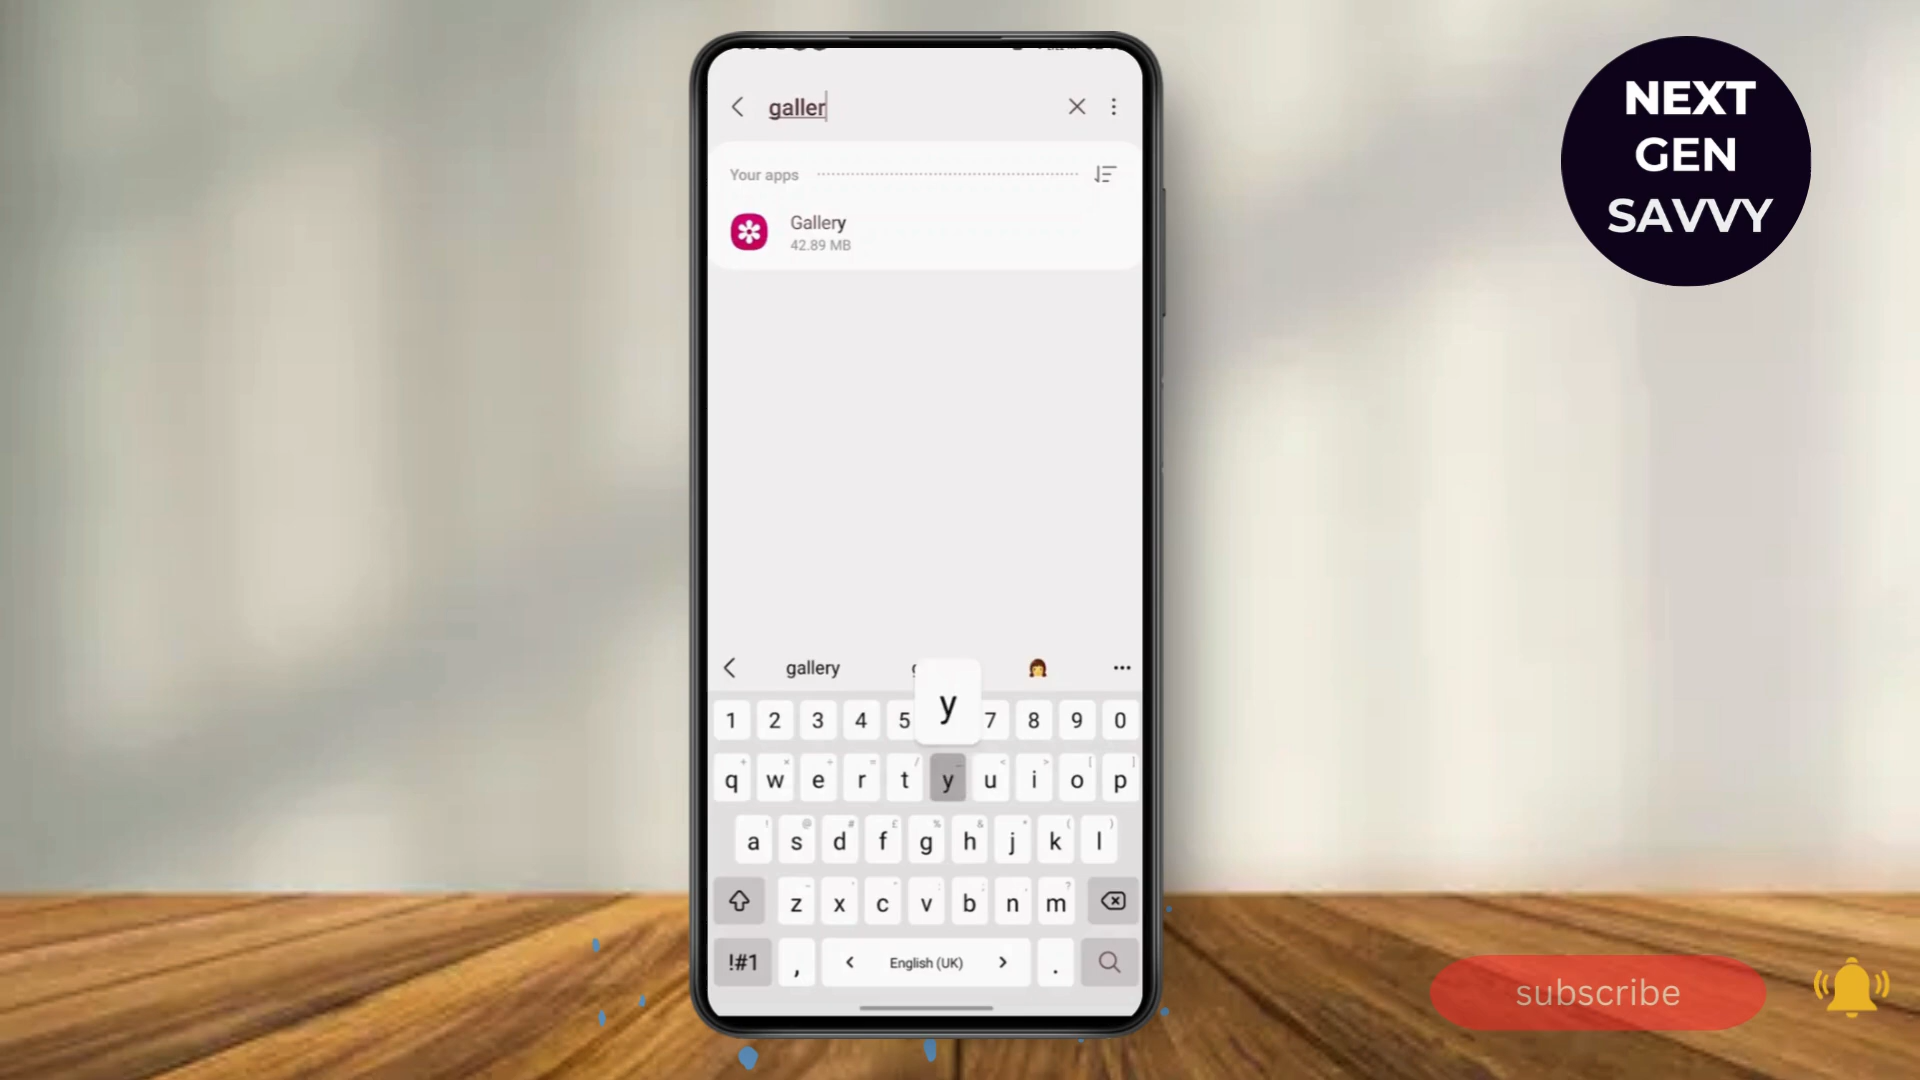 NEXT
GEN
SAVVY
galler
Your apps
Gallery
42.89 MB
gallery
y
1 2 3 4 5 7 8 9 0
q w e r t y u i o p
a s d f g h j k l
z x c v b n m
!#1 , < English (UK) > .
subscribe